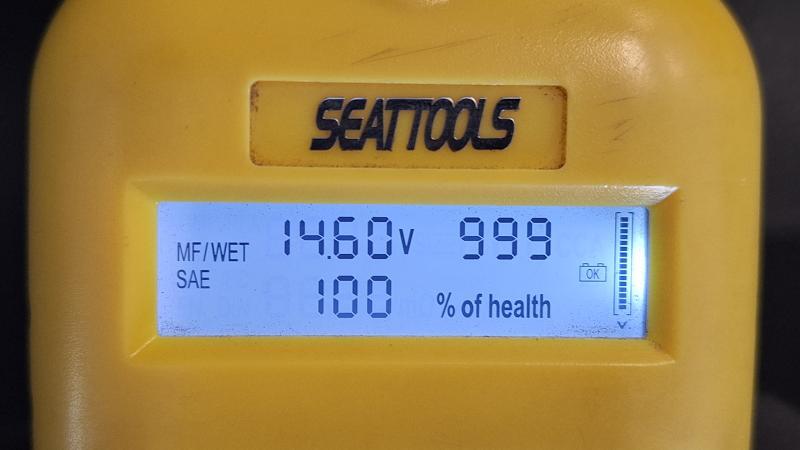 SEATTOOLS
MF/WET 14.60V 999
SAE 100 % of health
OK